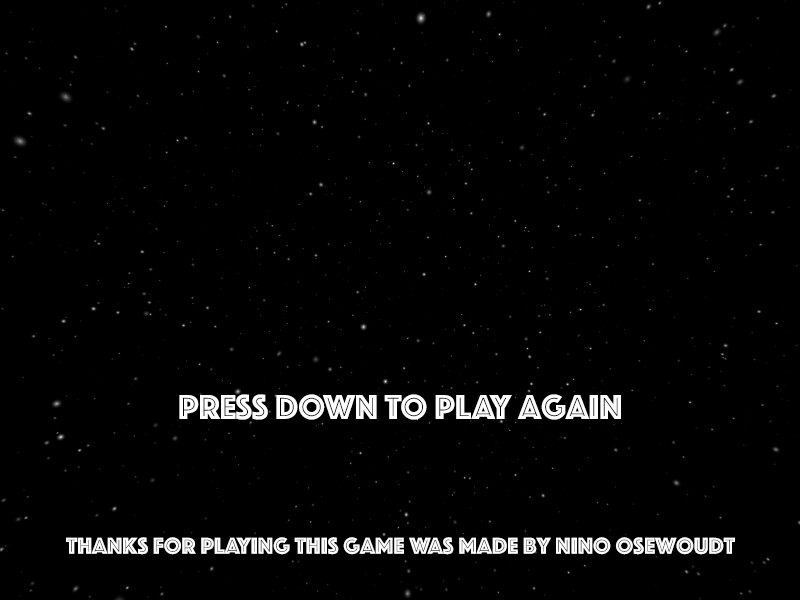 PRESS DOWN TO PLAY AGAIN
THANKS FOR PLAYING THIS GAME WAS MADE BY NINO OSEWOUDT